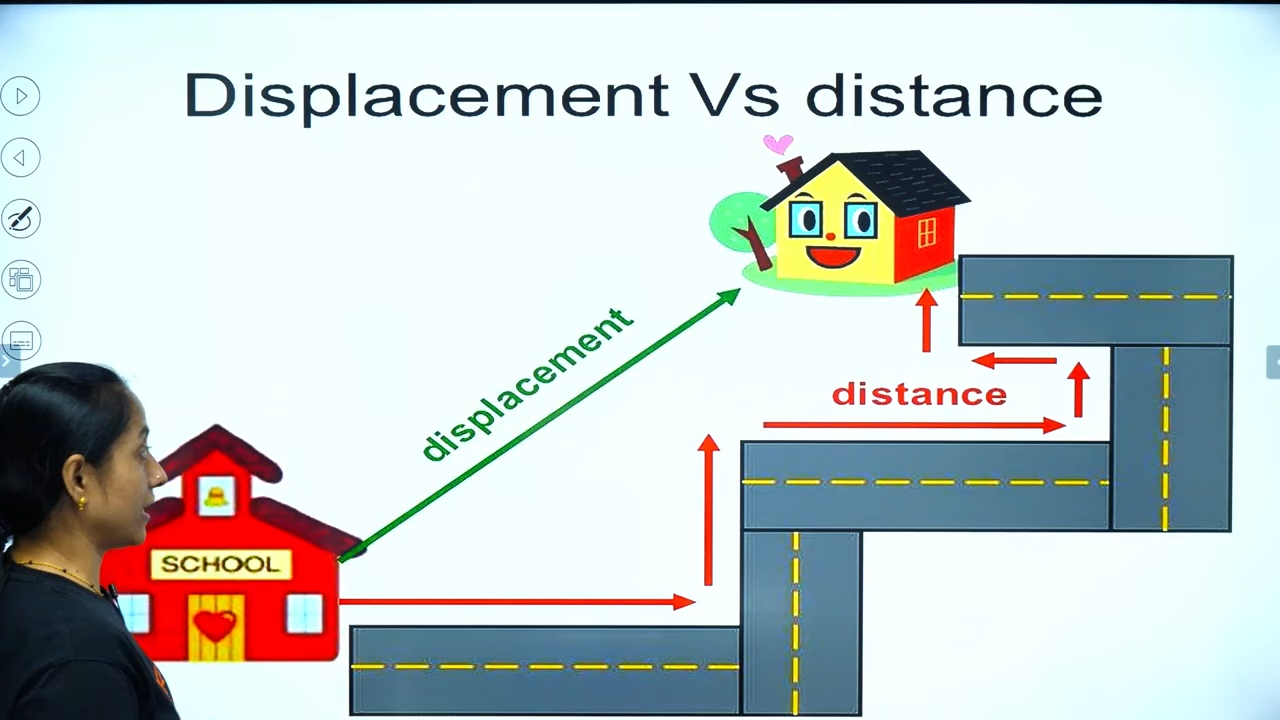 Displacement Vs distance
displacement
distance
SCHOOL